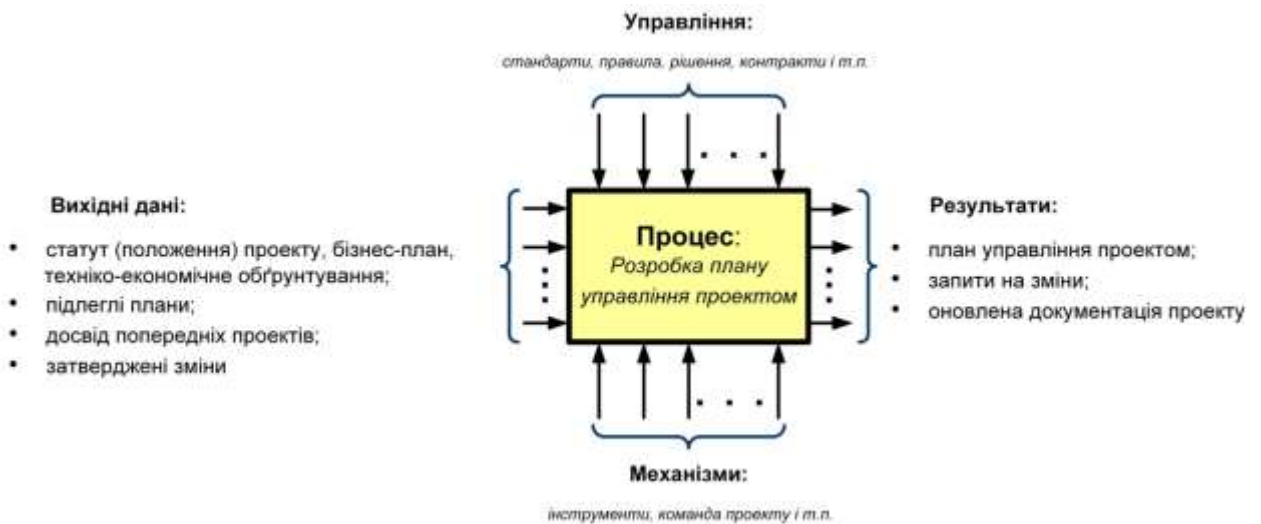 Управління:
стандарти, правила, рішення, контракти і т.п.
Вихідні дані:
• статут (положення) проекту, бізнес-план,
техніко-економічне обґрунтування;
• підлеглі плани;
• досвід попередніх проектів;
• затверджені зміни
Процес:
Розробка плану
управління проектом
Результати:
• план управління проектом;
• запити на зміни;
• оновлена документація проекту
Механізми:
інструменти, команда проекту і т.п.